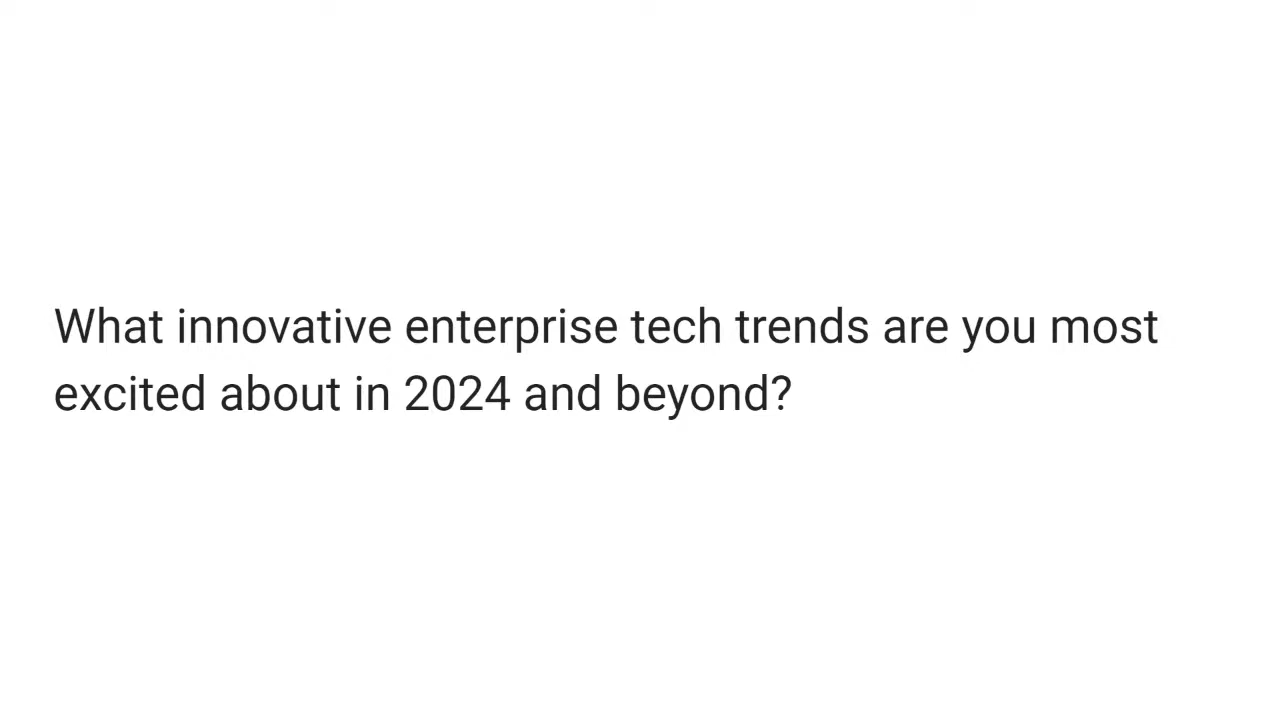 What innovative enterprise tech trends are you most
excited about in 2024 and beyond?